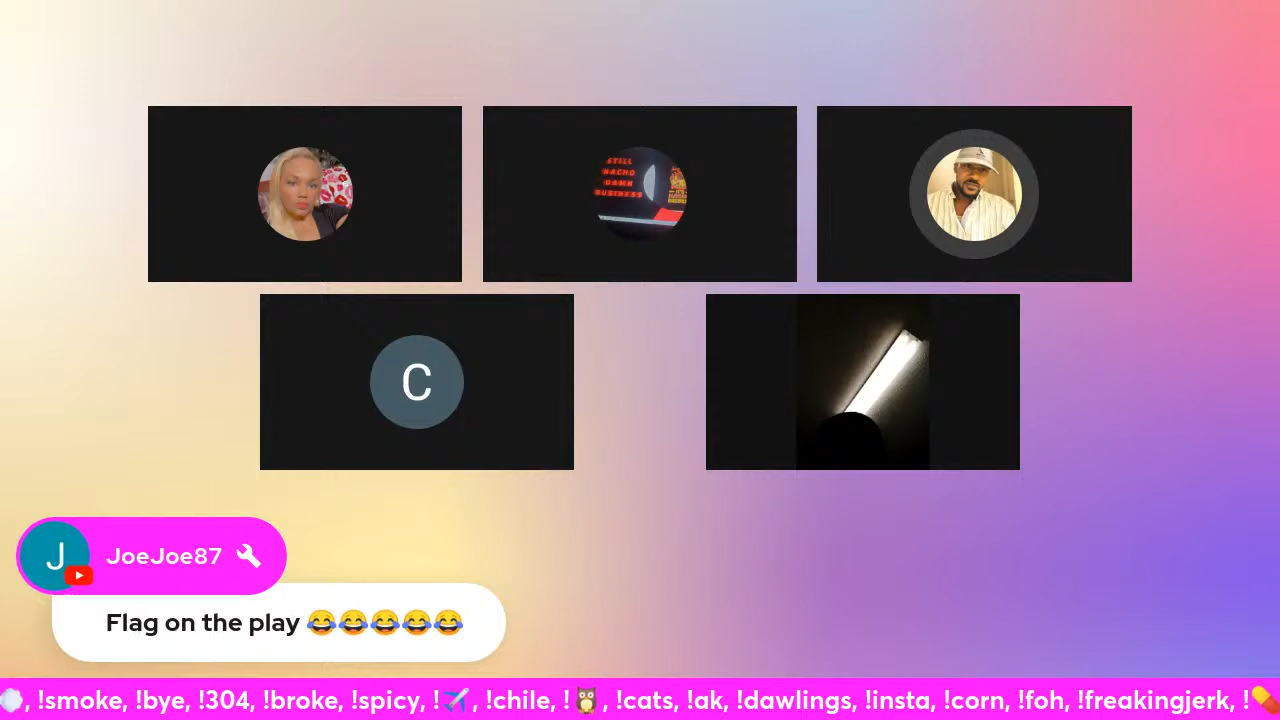 STILL
NACHO
DAMN
BUSINESS
C
J
JoeJoe87
Flag on the play 😂😂😂😂😂
💨, !smoke, !bye, !304, !broke, !spicy, !✈️, !chile, !🦉, !cats, !ak, !dawlings, !insta, !corn, !foh, !freakingjerk, !💊